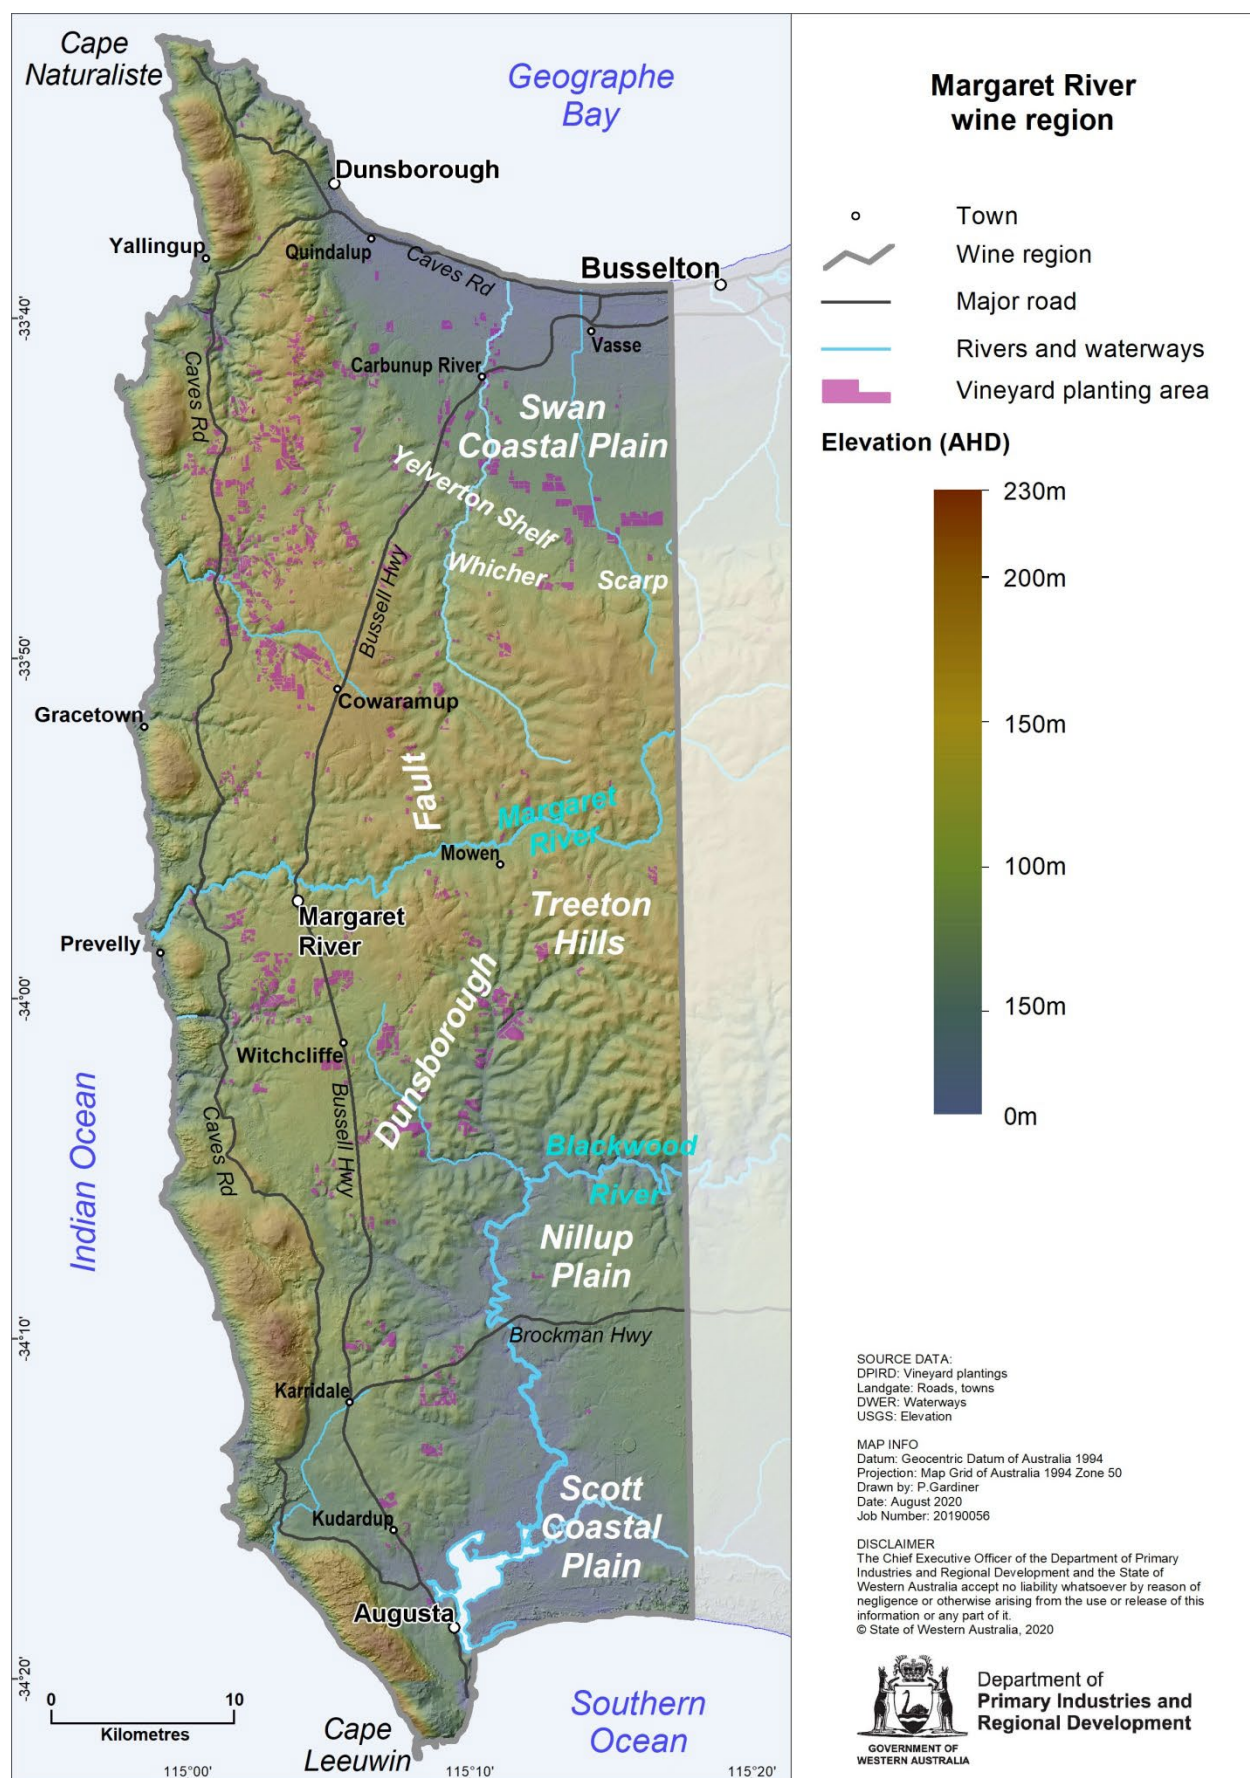 Cape
Naturaliste
Geographe
Bay
Dunsborough
Yallingup
Quindalup
Caves Rd
Busselton
-33°40'
Vasse
Carbunup River
Caves Rd
Swan
Coastal Plain
Yelverton Shelf
Whicher
Scarp
Bussell Hwy
-33°50'
Cowaramup
Gracetown
Fault
Margaret
River
Mowen
Margaret
River
Treeton
Hills
Prevelly
-34°00'
Dunsborough
Witchcliffe
Indian Ocean
Caves Rd
Bussell Hwy
Blackwood
River
Nillup
Plain
-34°10'
Brockman Hwy
Karridale
Scott
Coastal
Plain
Kudardup
Augusta
-34°20'
0 10
Kilometres
Cape
Leeuwin
Southern
Ocean
115°00' 115°10' 115°20'
Margaret River
wine region
Town
Wine region
Major road
Rivers and waterways
Vineyard planting area
Elevation (AHD)
230m
200m
150m
100m
150m
0m
SOURCE DATA:
DPIRD: Vineyard plantings
Landgate: Roads, towns
DWER: Waterways
USGS: Elevation
MAP INFO
Datum: Geocentric Datum of Australia 1994
Projection: Map Grid of Australia 1994 Zone 50
Drawn by: P.Gardiner
Date: August 2020
Job Number: 20190056
DISCLAIMER
The Chief Executive Officer of the Department of Primary
Industries and Regional Development and the State of
Western Australia accept no liability whatsoever by reason of
negligence or otherwise arising from the use or release of this
information or any part of it.
© State of Western Australia, 2020
GOVERNMENT OF
WESTERN AUSTRALIA
Department of
Primary Industries and
Regional Development